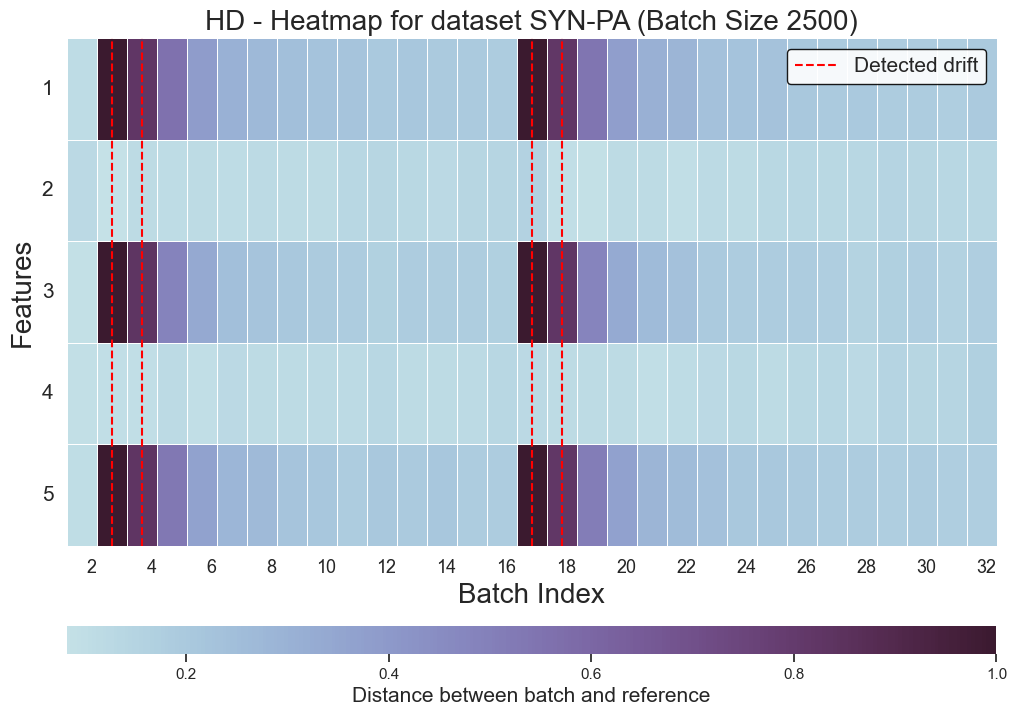 HD - Heatmap for dataset SYN-PA (Batch Size 2500)
Detected drift
Features
1
2
3
4
5
2 4 6 8 10 12 14 16 18 20 22 24 26 28 30 32
Batch Index
0.2 0.4 0.6 0.8 1.0
Distance between batch and reference